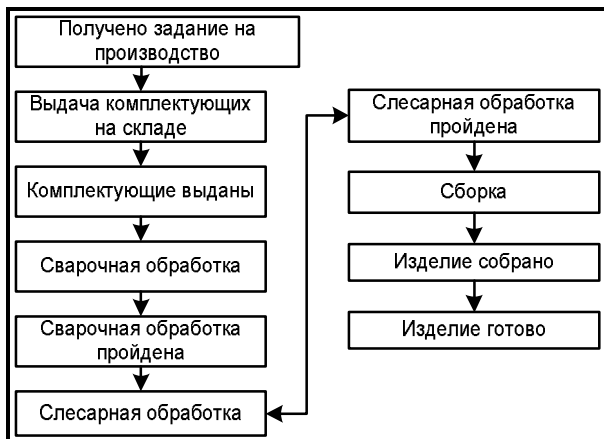 Получено задание на
производство
Выдача комплектующих
на складе
Комплектующие выданы
Сварочная обработка
Сварочная обработка
пройдена
Слесарная обработка
Слесарная обработка
пройдена
Сборка
Изделие собрано
Изделие готово